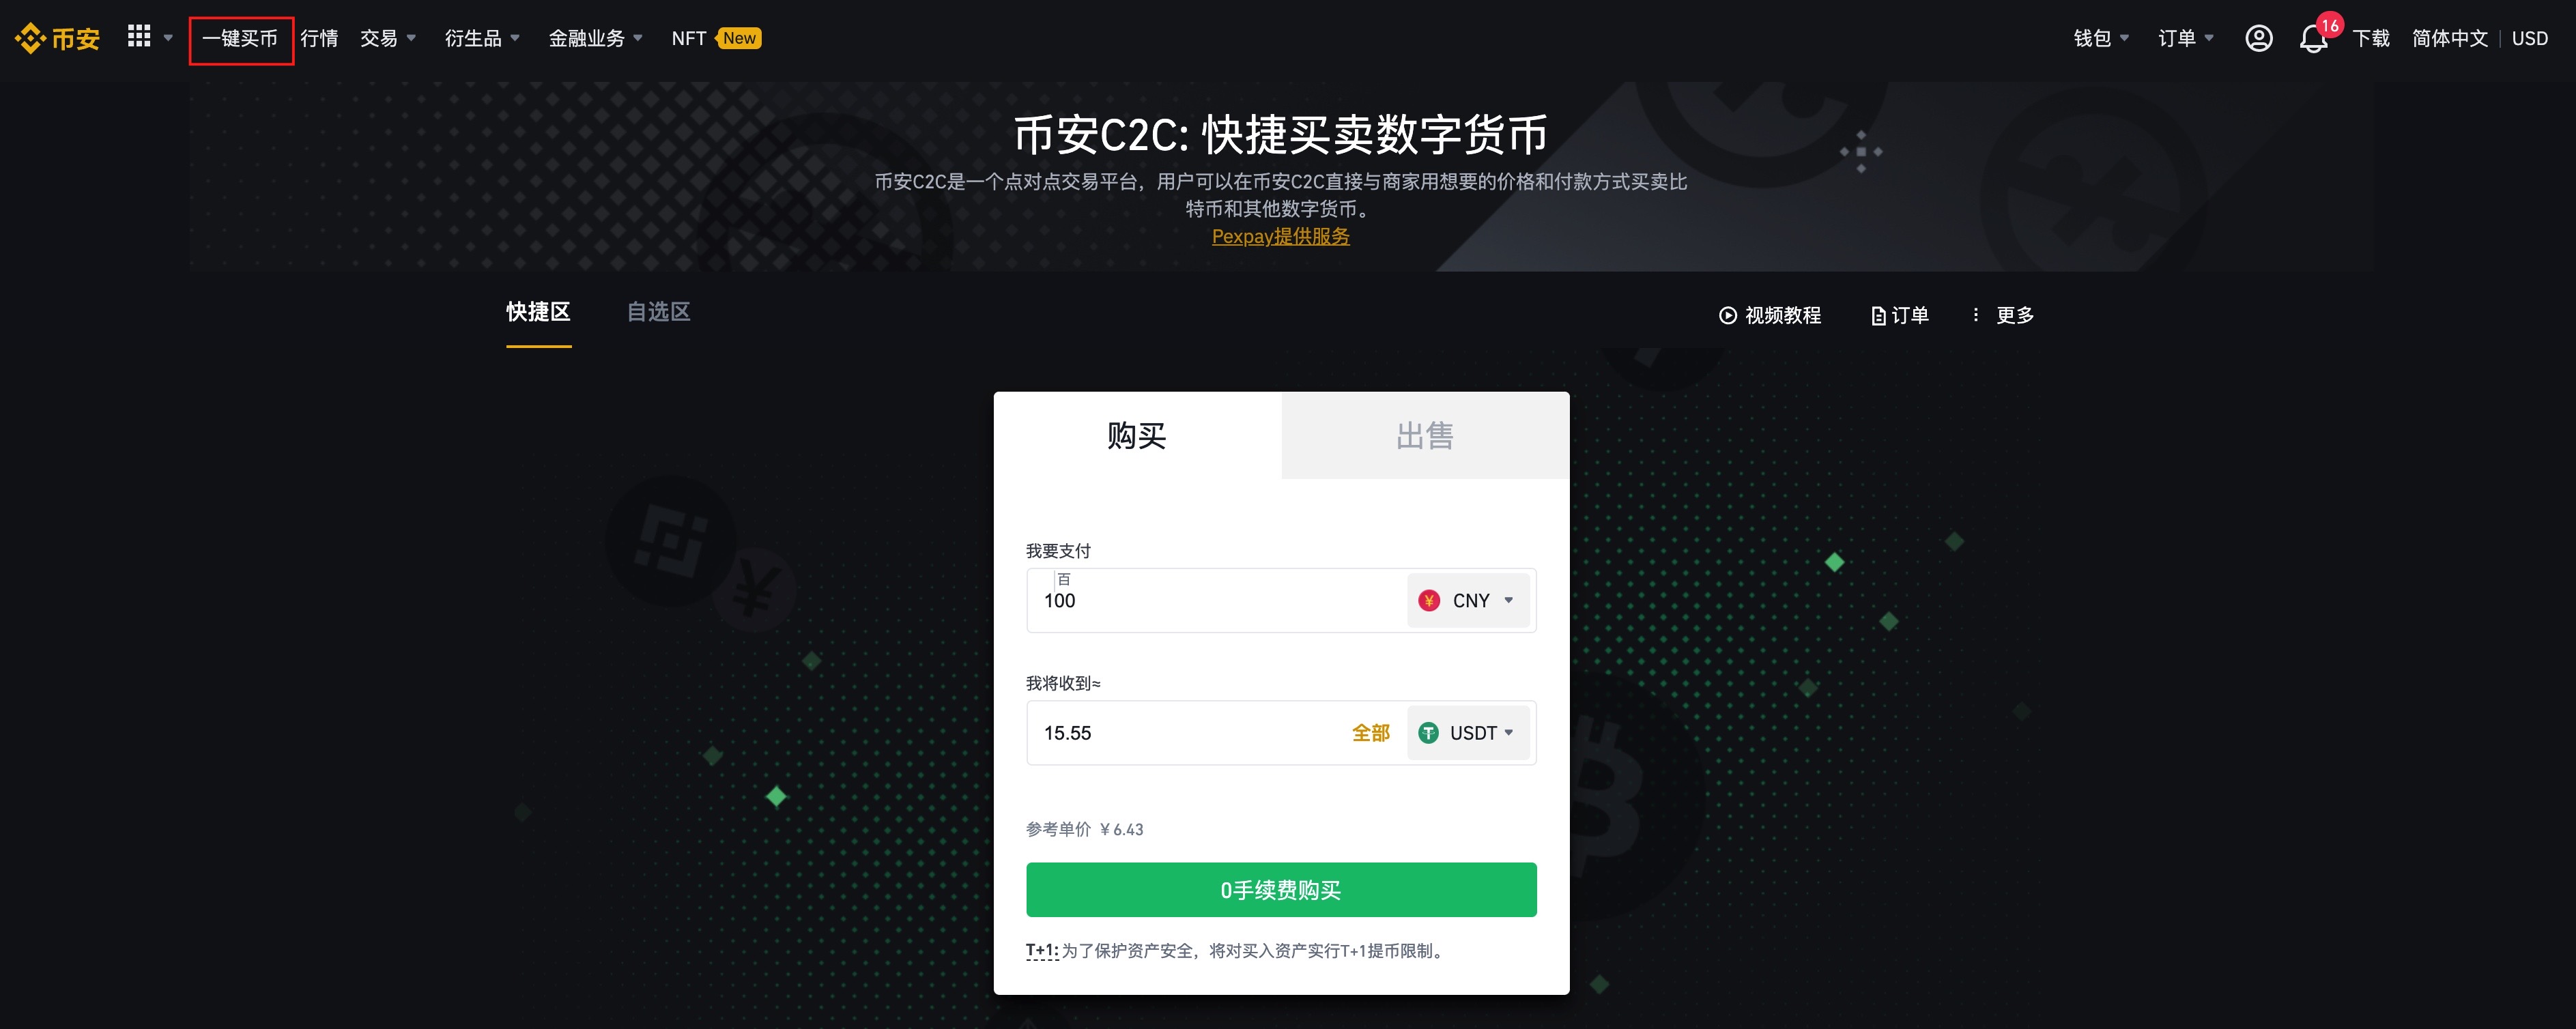 币安 一键买币 行情 交易 衍生品 金融业务 NFT New 钱包 订单 16 下载 简体中文 | USD
币安C2C: 快捷买卖数字货币
币安C2C是一个点对点交易平台，用户可以在币安C2C直接与商家用想要的价格和付款方式买卖比
特币和其他数字货币。
Pexpay提供服务
快捷区 自选区 视频教程 订单 更多
购买 出售
我要支付
百
100 CNY
我将收到≈
15.55 全部 USDT
参考单价 ¥6.43
0手续费购买
T+1:为了保护资产安全，将对买入资产实行T+1提币限制。